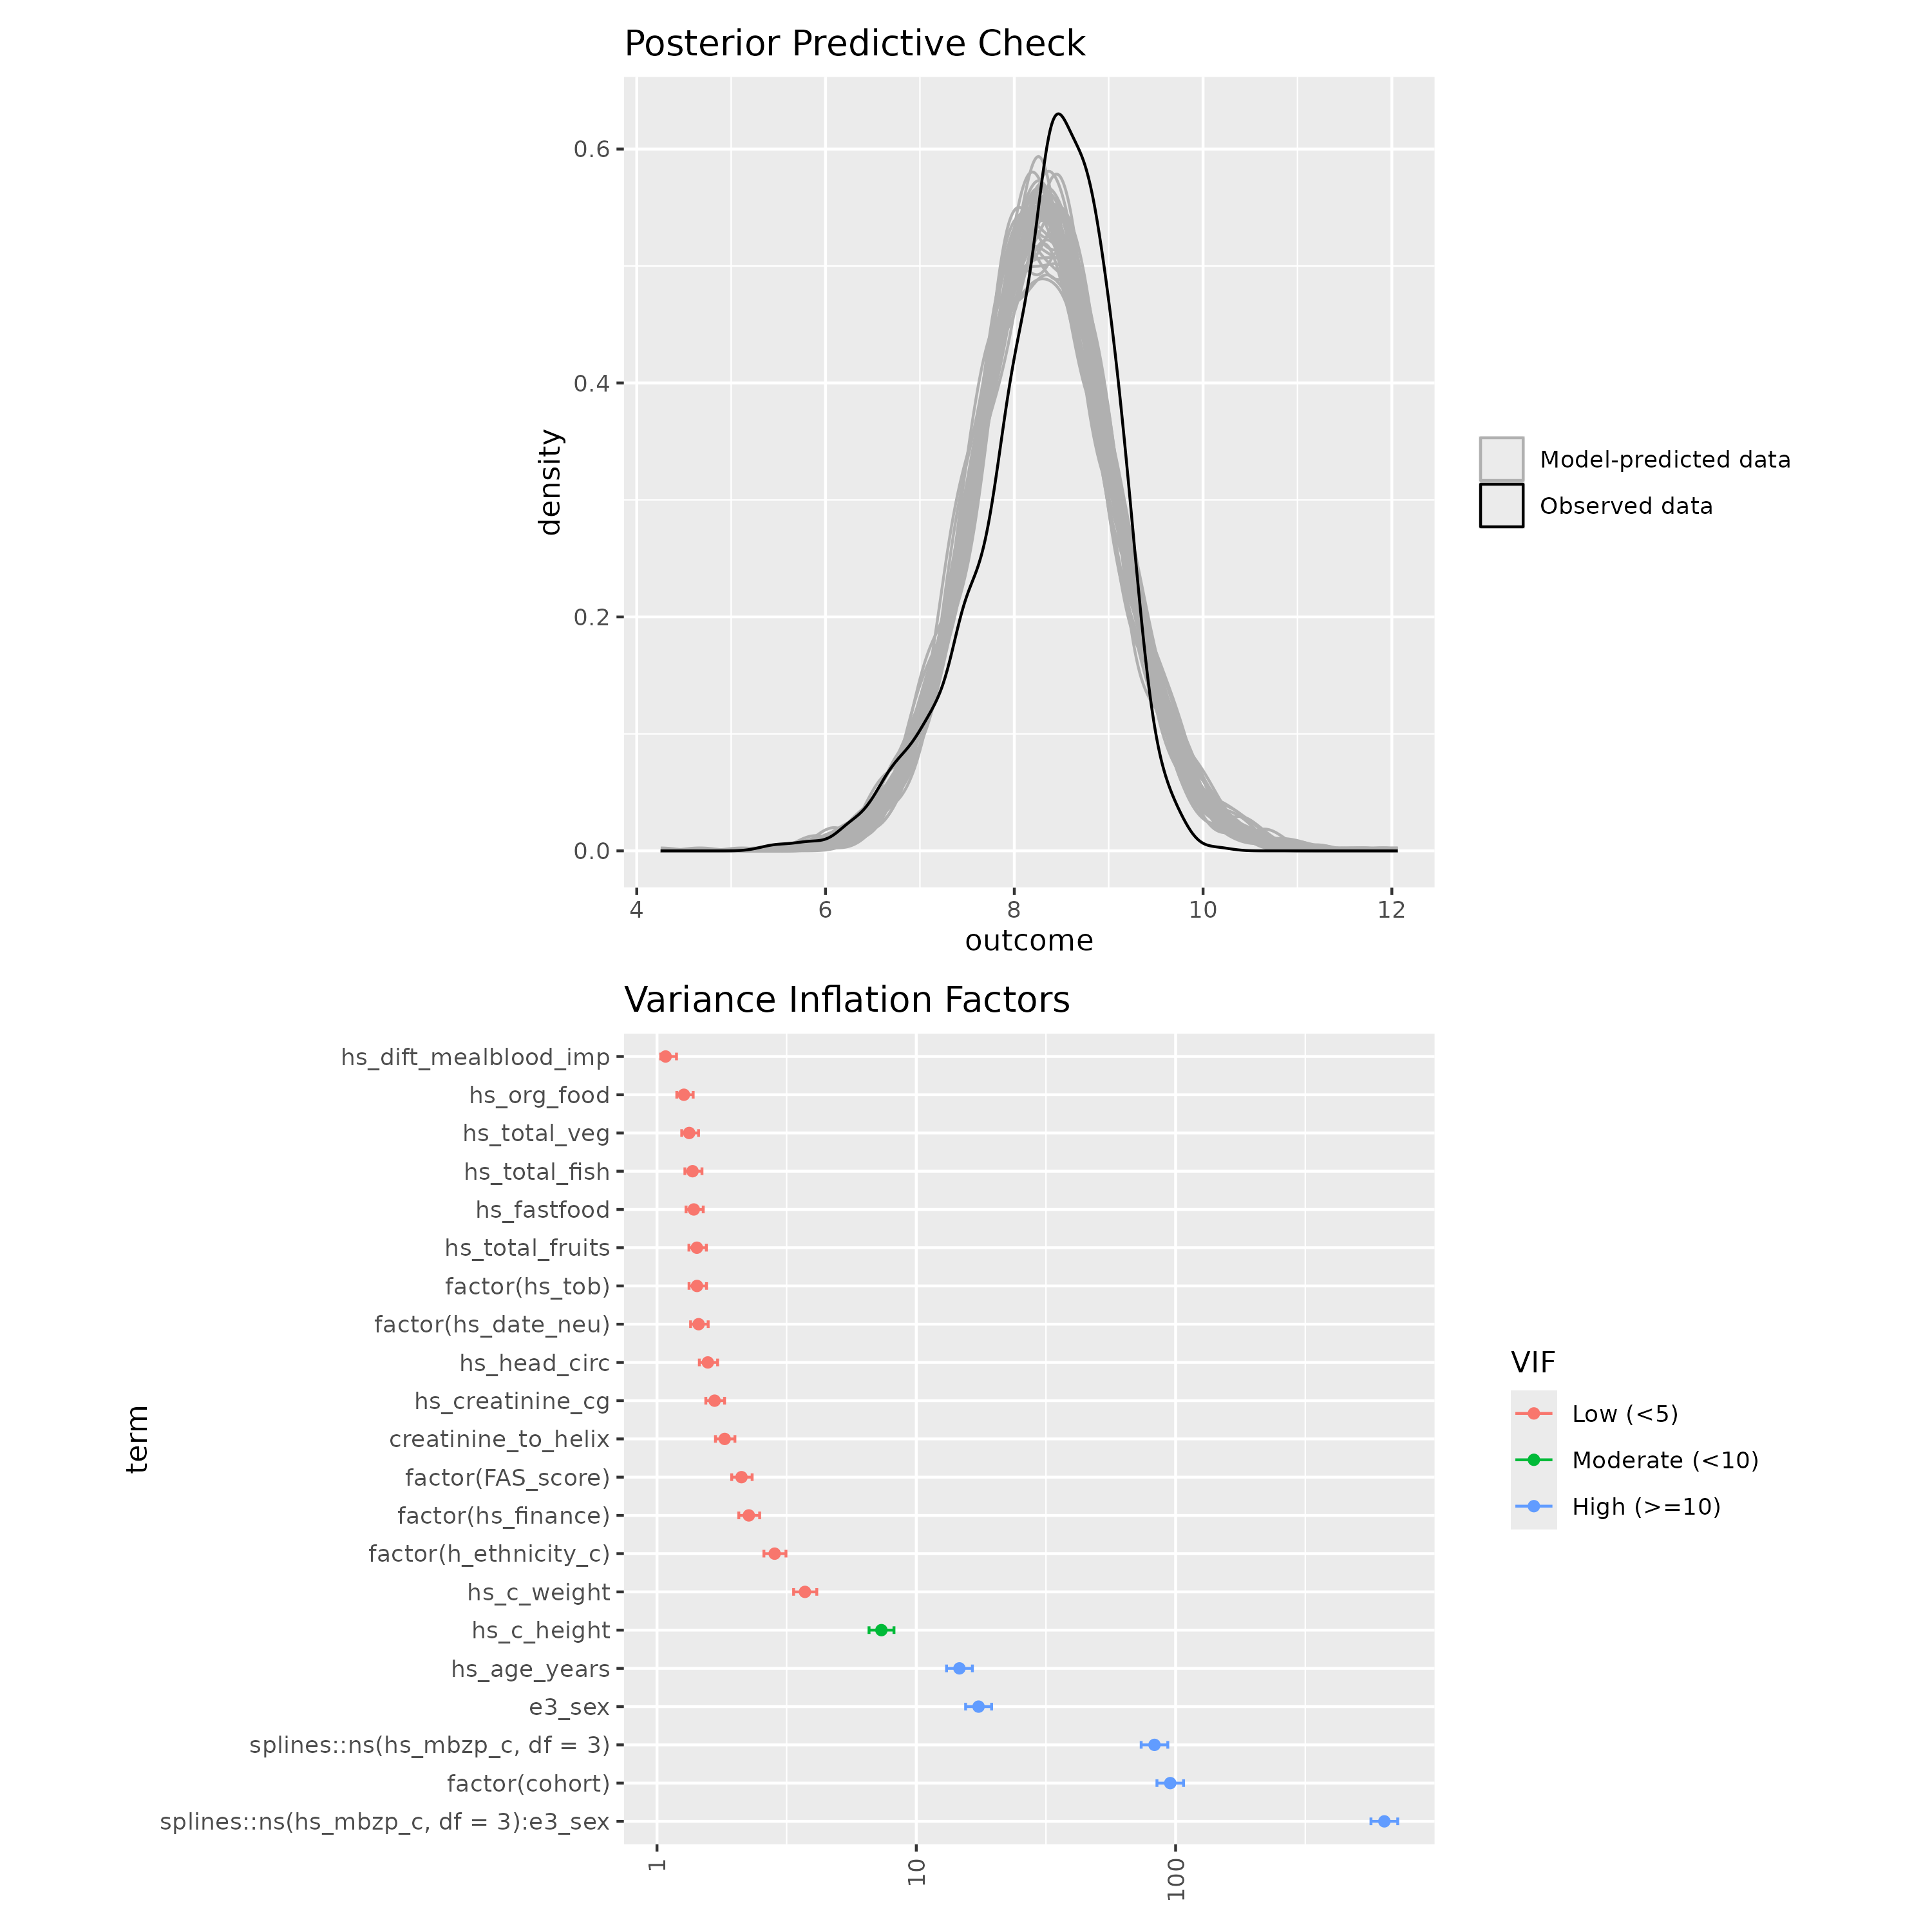 Posterior Predictive Check
0.6
0.4
0.2
0.0
density
4 6 8 10 12
outcome
Model-predicted data
Observed data
Variance Inflation Factors
term
hs_dift_mealblood_imp
hs_org_food
hs_total_veg
hs_total_fish
hs_fastfood
hs_total_fruits
factor(hs_tob)
factor(hs_date_neu)
hs_head_circ
hs_creatinine_cg
creatinine_to_helix
factor(FAS_score)
factor(hs_finance)
factor(h_ethnicity_c)
hs_c_weight
hs_c_height
hs_age_years
e3_sex
splines::ns(hs_mbzp_c, df = 3)
factor(cohort)
splines::ns(hs_mbzp_c, df = 3):e3_sex
1 10 100
VIF
Low (<5)
Moderate (<10)
High (>=10)